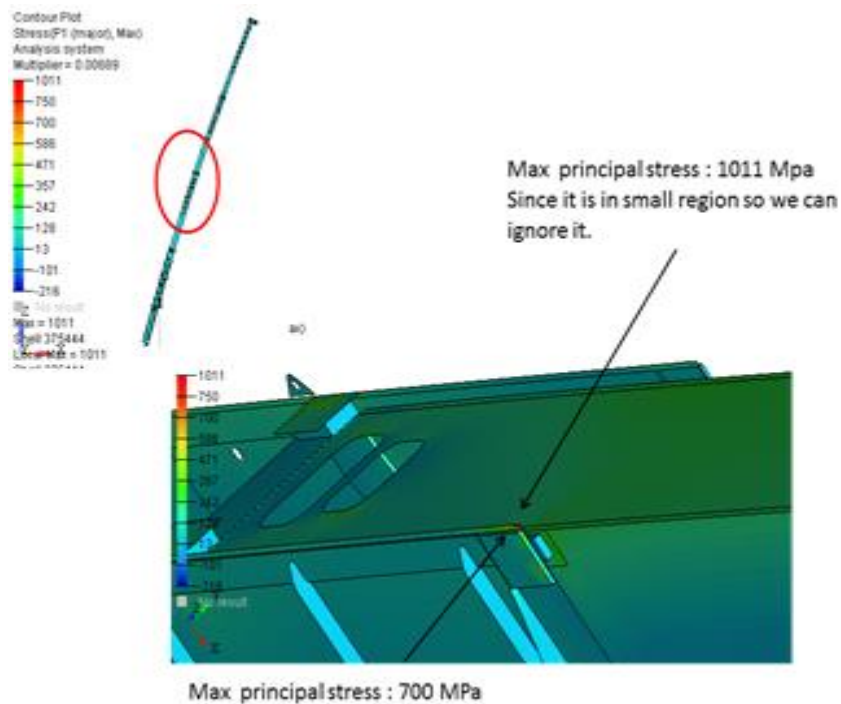 Contour Plot
Stress(P1 (major), Max)
Analysis system
Multiplier = 0.00689
1011
750
700
586
471
357
242
128
13
-101
-216
No result
Max = 1011
Shell 375444
Local Max = 1011
Max principal stress : 1011 Mpa
Since it is in small region so we can
ignore it.
1011
750
700
586
471
No result
Max principal stress : 700 MPa